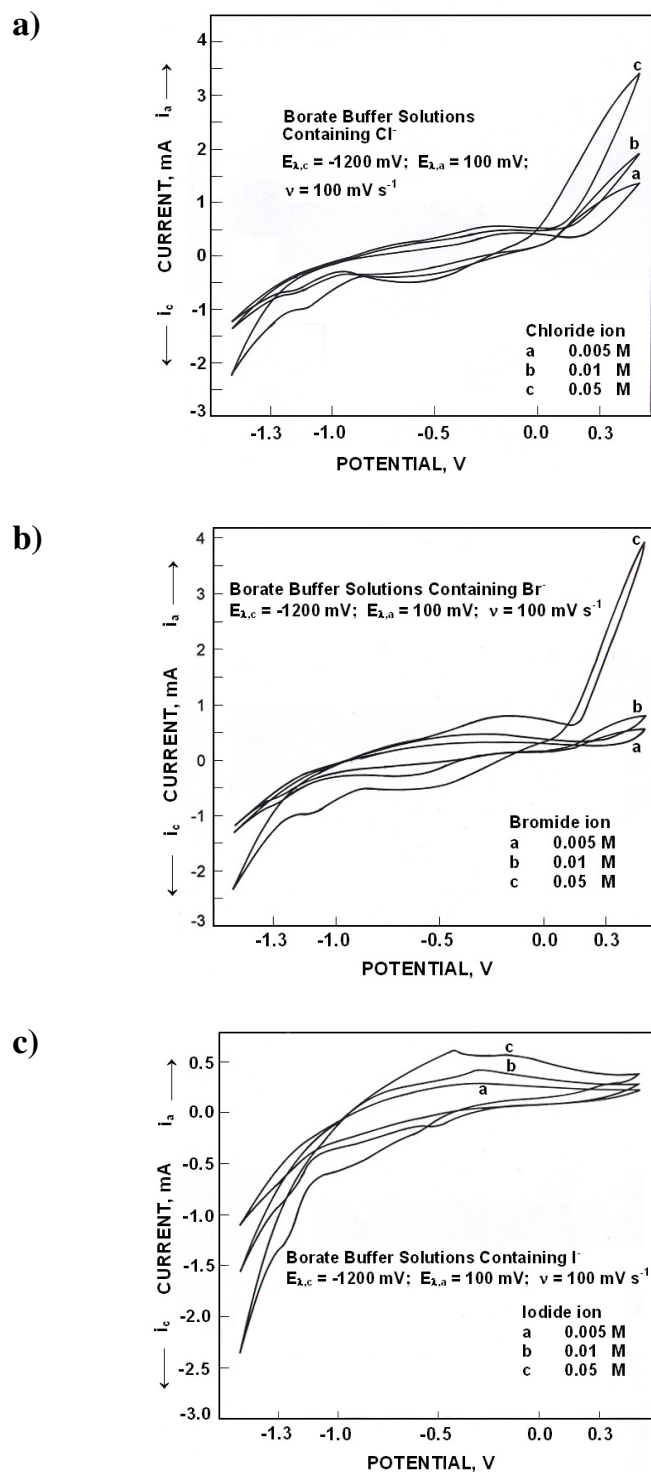 a)
CURRENT, mA
← i_c
i_a →
4
3
2
1
0
-1
-2
-3
Borate Buffer Solutions
Containing Cl⁻
E_λ,c = -1200 mV; E_λ,a = 100 mV;
ν = 100 mV s⁻¹
c
b
a
Chloride ion
a 0.005 M
b 0.01 M
c 0.05 M
-1.3 -1.0 -0.5 0.0 0.3
POTENTIAL, V
b)
CURRENT, mA
← i_c
i_a →
4
3
2
1
0
-1
-2
-3
c
Borate Buffer Solutions Containing Br⁻
E_λ,c = -1200 mV; E_λ,a = 100 mV; ν = 100 mV s⁻¹
b
a
Bromide ion
a 0.005 M
b 0.01 M
c 0.05 M
-1.3 -1.0 -0.5 0.0 0.3
POTENTIAL, V
c)
CURRENT, mA
← i_c
i_a →
0.5
0.0
-0.5
-1.0
-1.5
-2.0
-2.5
-3.0
c
b
a
Borate Buffer Solutions Containing I⁻
E_λ,c = -1200 mV; E_λ,a = 100 mV; ν = 100 mV s⁻¹
Iodide ion
a 0.005 M
b 0.01 M
c 0.05 M
-1.3 -1.0 -0.5 0.0 0.3
POTENTIAL, V